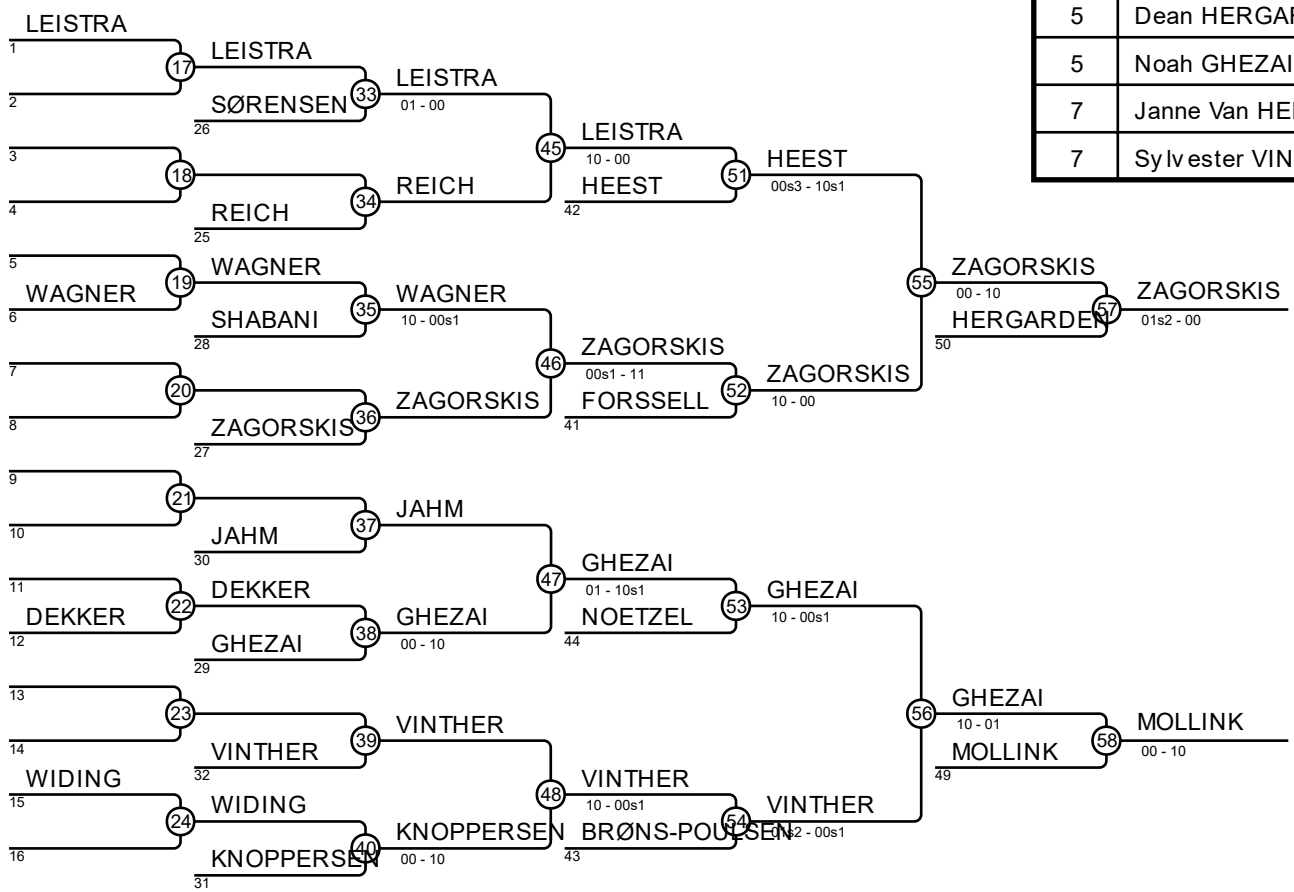 LEISTRA
1
17
2
LEISTRA
SØRENSEN
26
33
LEISTRA
01 - 00
3
18
4
REICH
25
34
REICH
45
LEISTRA
10 - 00
HEEST
42
51
HEEST
00s3 - 10s1
5
WAGNER
6
19
WAGNER
SHABANI
28
35
WAGNER
10 - 00s1
7
20
8
ZAGORSKIS
27
36
ZAGORSKIS
46
ZAGORSKIS
00s1 - 11
FORSSELL
41
52
ZAGORSKIS
10 - 00
55
ZAGORSKIS
00 - 10
HERGARDEN
50
57
ZAGORSKIS
01s2 - 00
9
21
10
JAHM
30
37
JAHM
11
DEKKER
12
22
DEKKER
GHEZAI
29
38
GHEZAI
00 - 10
47
GHEZAI
01 - 10s1
NOETZEL
44
53
GHEZAI
10 - 00s1
13
23
14
VINTHER
32
39
VINTHER
WIDING
15
24
16
WIDING
KNOPPERSEN
31
40
KNOPPERSEN
00 - 10
48
VINTHER
10 - 00s1
BRØNS-POULSEN
43
54
VINTHER
01s2 - 00s1
56
GHEZAI
10 - 01
MOLLINK
49
58
MOLLINK
00 - 10
5 Dean HERGAR
5 Noah GHEZAI
7 Janne Van HE
7 Sylvester VIN